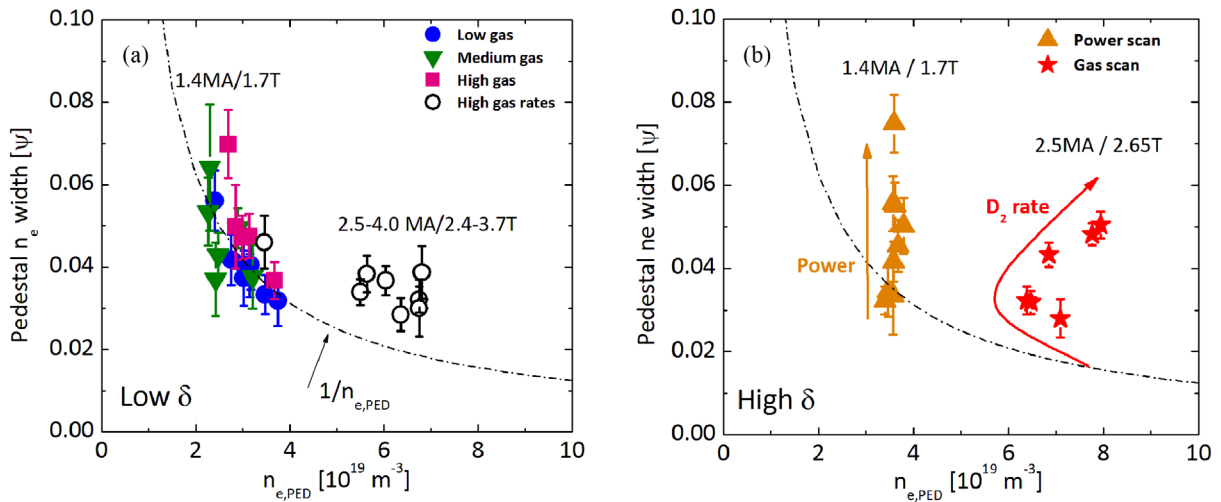 (a)
Low gas
Medium gas
High gas
High gas rates
1.4MA/1.7T
2.5-4.0 MA/2.4-3.7T
1/n_e,PED
Low δ
Pedestal n_e width [ψ]
0.10
0.08
0.06
0.04
0.02
0.00
0 2 4 6 8 10
n_e,PED [10^19 m^-3]
(b)
Power scan
Gas scan
1.4MA / 1.7T
2.5MA / 2.65T
D_2 rate
Power
High δ
Pedestal ne width [ψ]
0.10
0.08
0.06
0.04
0.02
0.00
0 2 4 6 8 10
n_e,PED [10^19 m^-3]